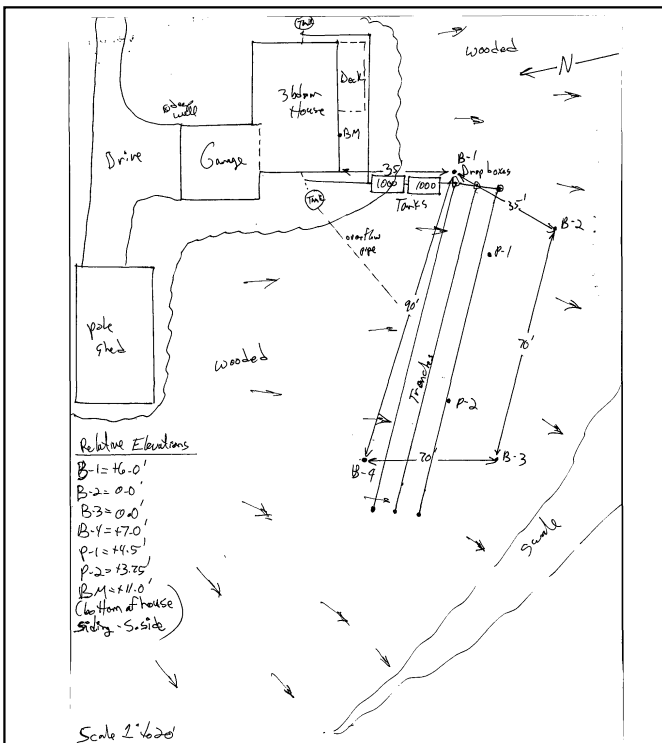 Tank
wooded
N
Deck
3 bdrm
House
well
BM
Drive
Garage
35'
B-1
Drop boxes
1000
1000
Tanks
35'
B-2
Tank
overflow
pipe
P-1
90'
70'
pole
shed
wooded
Trenches
P-2
Relative Elevations
B-1 = +6.0'
B-2 = 0.0'
B-3 = 0.0'
B-4 = +7.0'
P-1 = +4.5'
P-2 = +3.75'
BM = +11.0'
(bottom of house
siding - S. side)
70'
B-4
B-3
Swale
Scale 1" to 20'